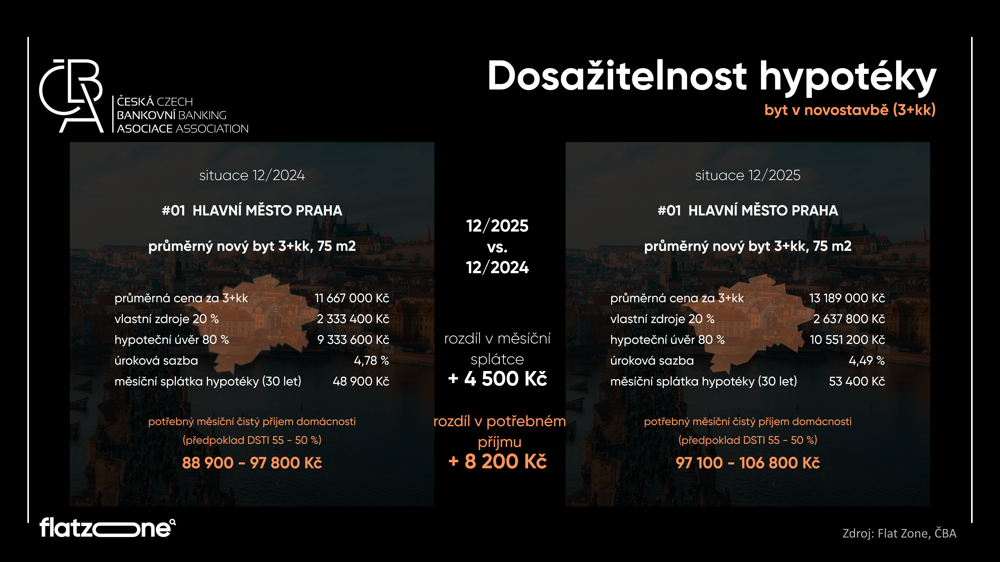 ČBA
ČESKÁ CZECH
BANKOVNÍ BANKING
ASOCIACE ASSOCIATION
Dosažitelnost hypotéky
byt v novostavbě (3+kk)
situace 12/2024
#01 HLAVNÍ MĚSTO PRAHA
průměrný nový byt 3+kk, 75 m2
průměrná cena za 3+kk 11 667 000 Kč
vlastní zdroje 20 % 2 333 400 Kč
hypoteční úvěr 80 % 9 333 600 Kč
úroková sazba 4,78 %
měsíční splátka hypotéky (30 let) 48 900 Kč
potřebný měsíční čistý příjem domácnosti
(předpoklad DSTI 55 - 50 %)
88 900 - 97 800 Kč
12/2025
vs.
12/2024
rozdíl v měsíční
splátce
+ 4 500 Kč
rozdíl v potřebném
příjmu
+ 8 200 Kč
situace 12/2025
#01 HLAVNÍ MĚSTO PRAHA
průměrný nový byt 3+kk, 75 m2
průměrná cena za 3+kk 13 189 000 Kč
vlastní zdroje 20 % 2 637 800 Kč
hypoteční úvěr 80 % 10 551 200 Kč
úroková sazba 4,49 %
měsíční splátka hypotéky (30 let) 53 400 Kč
potřebný měsíční čistý příjem domácnosti
(předpoklad DSTI 55 - 50 %)
97 100 - 106 800 Kč
flatzone
Zdroj: Flat Zone, ČBA